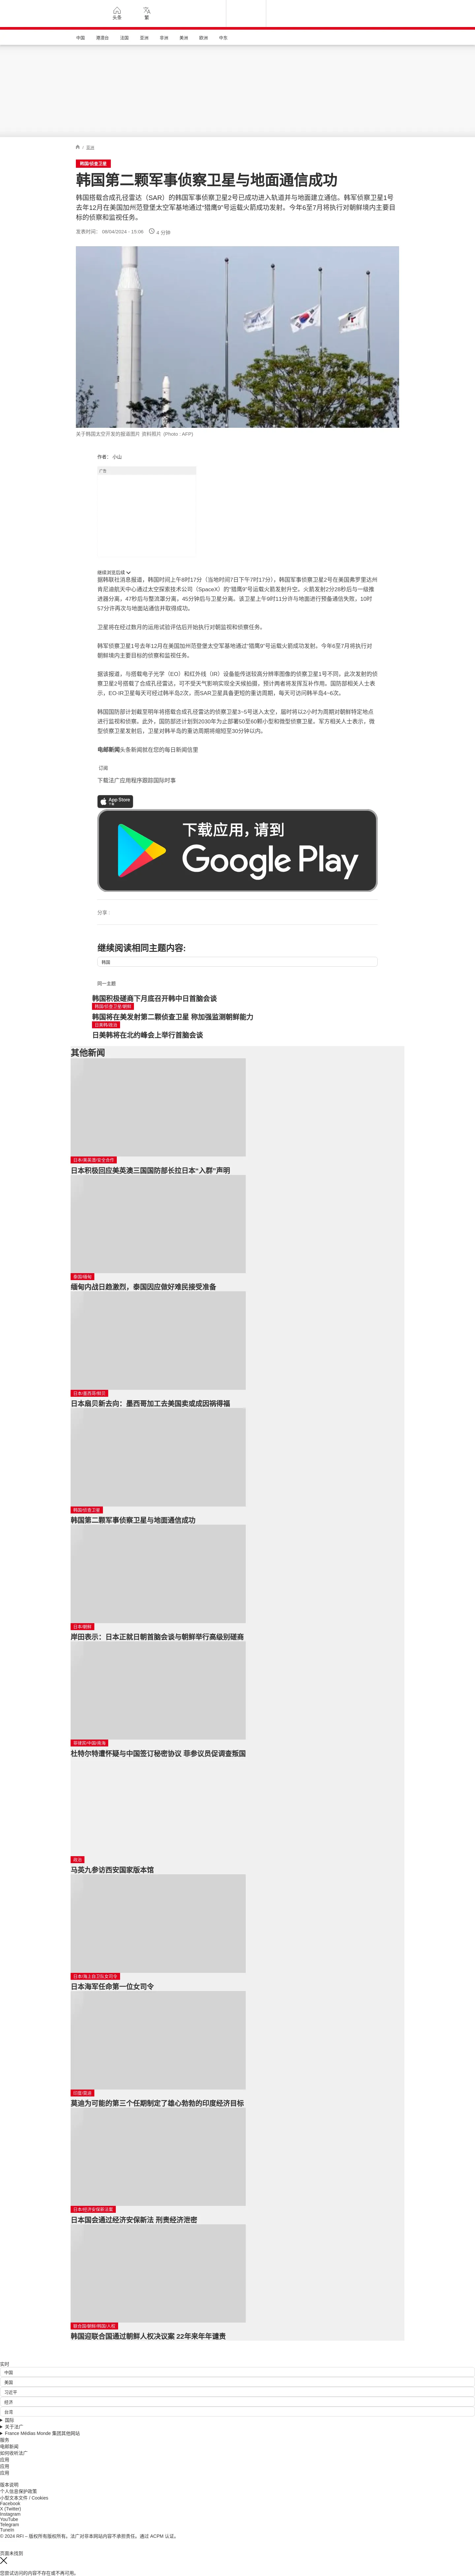 头条
繁
中国
港澳台
法国
亚洲
非洲
美洲
欧洲
中东
> 亚洲
韩国/侦查卫星
韩国第二颗军事侦察卫星与地面通信成功
韩国搭载合成孔径雷达（SAR）的韩国军事侦察卫星2号已成功进入轨道并与地面建立通信。韩军侦察卫星1号
去年12月在美国加州范登堡太空军基地通过“猎鹰9”号运载火箭成功发射。今年6至7月将执行对朝鲜境内主要目
标的侦察和监视任务。
发表时间： 08/04/2024 - 15:08
4 分钟
关于韩国太空开发的报道图片 资料照片 (Photo : AFP)
作者： 小山
广告
继续浏览后续
据韩联社消息报道，韩国时间上午8时17分（当地时间7日下午7时17分），韩国军事侦察卫星2号在美国弗罗里达州
肯尼迪航天中心通过太空探索技术公司（SpaceX）的“猎鹰9”号运载火箭发射升空。火箭发射2分28秒后与一级推
进器分离，47秒后与整流罩分离，45分钟后与卫星分离。该卫星上午9时11分许与地面进行预备通信失败，10时
57分许再次与地面站通信并取得成功。
卫星将在经过数月的运用试验评估后开始执行对朝监视和侦察任务。
韩军侦察卫星1号去年12月在美国加州范登堡太空军基地通过“猎鹰9”号运载火箭成功发射。今年6至7月将执行对
朝鲜境内主要目标的侦察和监视任务。
据该报道，与搭载电子光学（EO）和红外线（IR）设备能传送较高分辨率图像的侦察卫星1号不同，此次发射的侦
察卫星2号搭载了合成孔径雷达，可不受天气影响实现全天候拍摄。预计两者将发挥互补作用。国防部相关人士表
示，EO·IR卫星每天可经过韩半岛2次，而SAR卫星具备更短的重访周期，每天可访问韩半岛4~6次。
韩国国防部计划截至明年将搭载合成孔径雷达的侦察卫星3~5号送入太空，届时将以2小时为周期对朝鲜特定地点
进行监视和侦察。此外，国防部还计划到2030年为止部署50至60颗小型和微型侦察卫星。军方相关人士表示，微
型侦察卫星发射后，卫星对韩半岛的重访周期将缩短至30分钟以内。
电邮新闻头条新闻就在您的每日新闻信里
订阅
下载法广应用程序跟踪国际时事
App Store
下载应用，请到
Google Play
分享 :
继续阅读相同主题内容:
韩国
同一主题
韩国积极磋商下月底召开韩中日首脑会谈
韩国/侦查卫星/朝鲜
韩国将在美发射第二颗侦查卫星 称加强监测朝鲜能力
日美韩/政治
日美韩将在北约峰会上举行首脑会谈
其他新闻
日本/美英澳/安全合作
日本积极回应美英澳三国国防部长拉日本“入群”声明
泰国/缅甸
缅甸内战日趋激烈，泰国因应做好难民接受准备
日本/墨西哥/扇贝
日本扇贝新去向：墨西哥加工去美国卖或成因祸得福
韩国/侦查卫星
韩国第二颗军事侦察卫星与地面通信成功
日本/朝鲜
岸田表示：日本正就日朝首脑会谈与朝鲜举行高级别磋商
菲律宾/中国/南海
杜特尔特遭怀疑与中国签订秘密协议 菲参议员促调查叛国
政治
马英九参访西安国家版本馆
日本/海上自卫队女司令
日本海军任命第一位女司令
印度/莫迪
莫迪为可能的第三个任期制定了雄心勃勃的印度经济目标
日本/经济安保新法案
日本国会通过经济安保新法 刑责经济泄密
联合国/朝鲜/韩国/人权
韩国迎联合国通过朝鲜人权决议案 22年来年年谴责
实时
中国
美国
习近平
经济
台湾
国际
关于法广
France Médias Monde 集团其他网站
服务
电邮新闻
如何收听法广
应用
应用
应用
版本说明
个人信息保护政策
小型文本文件 / Cookies
Facebook
X (Twitter)
Instagram
YouTube
Telegram
TuneIn
© 2024 RFI – 版权所有版权所有。法广对非本网站内容不承担责任。通过 ACPM 认证。
页面未找到
您尝试访问的内容不存在或不再可用。